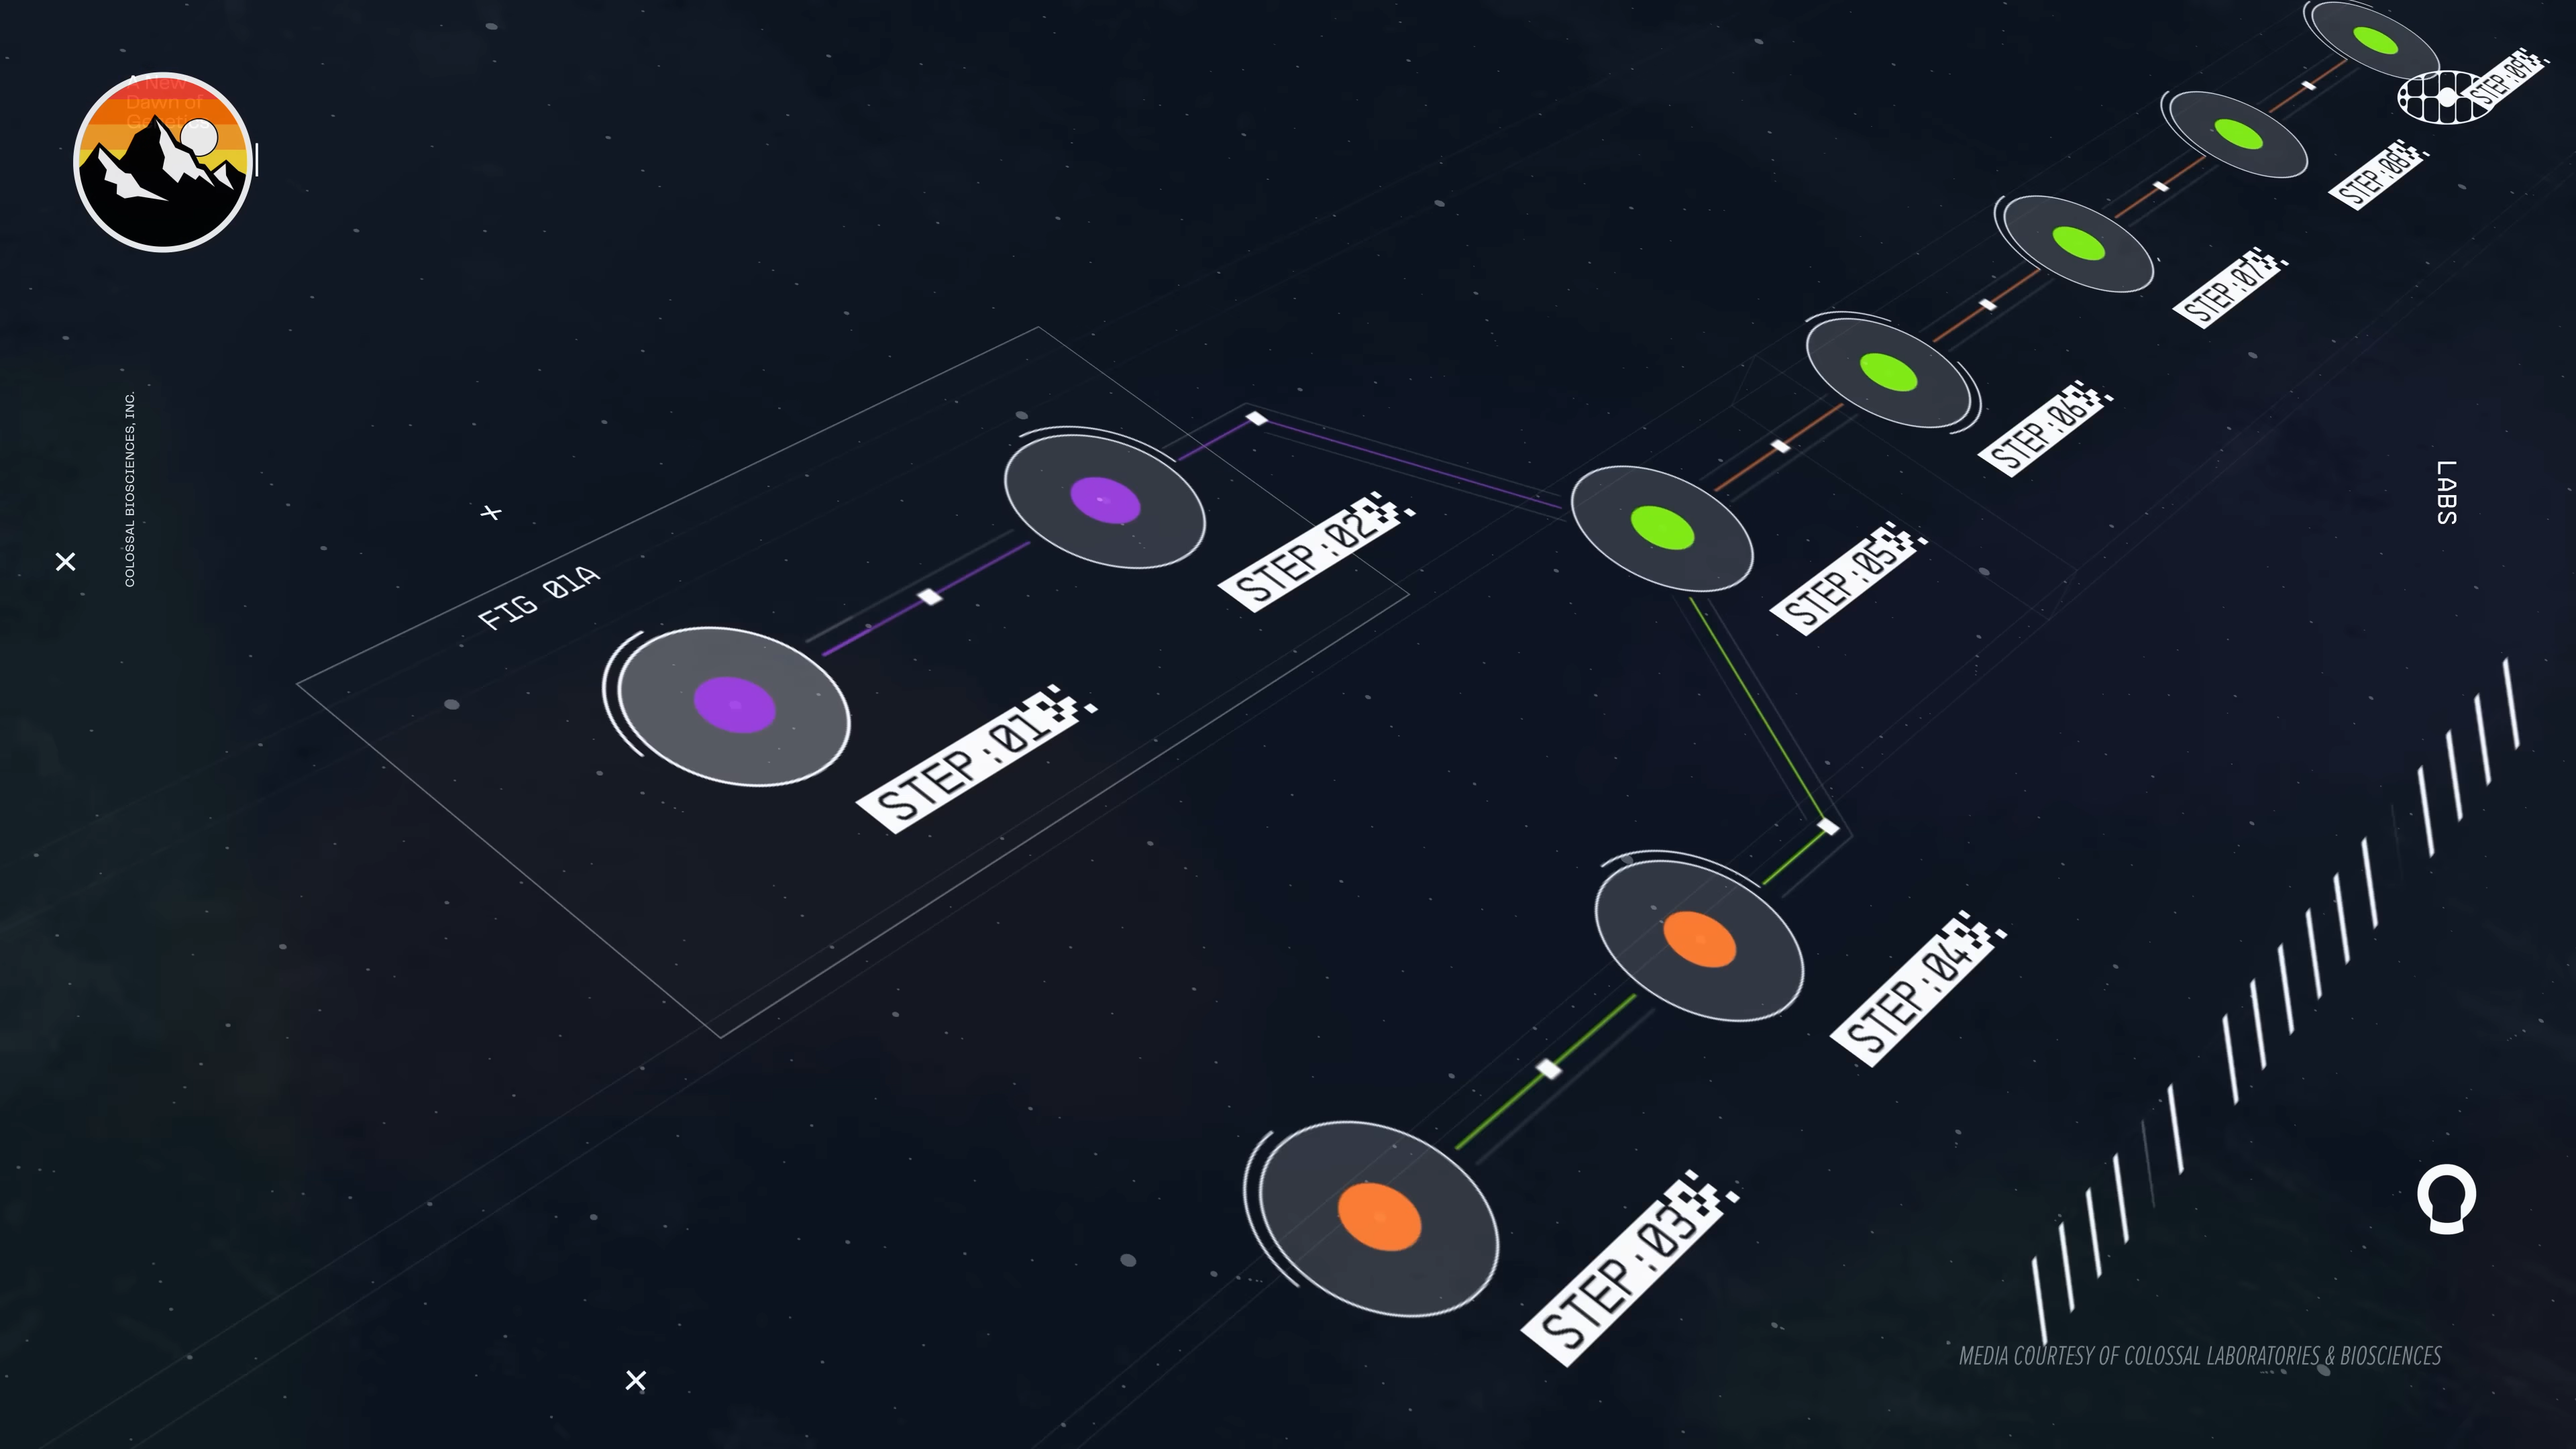 A New
Dawn of
Genetics
COLOSSAL BIOSCIENCES, INC.
FIG 01A
STEP:01
STEP:02
STEP:03
STEP:04
STEP:05
STEP:06
STEP:07
STEP:08
STEP:09
LABS
MEDIA COURTESY OF COLOSSAL LABORATORIES & BIOSCIENCES